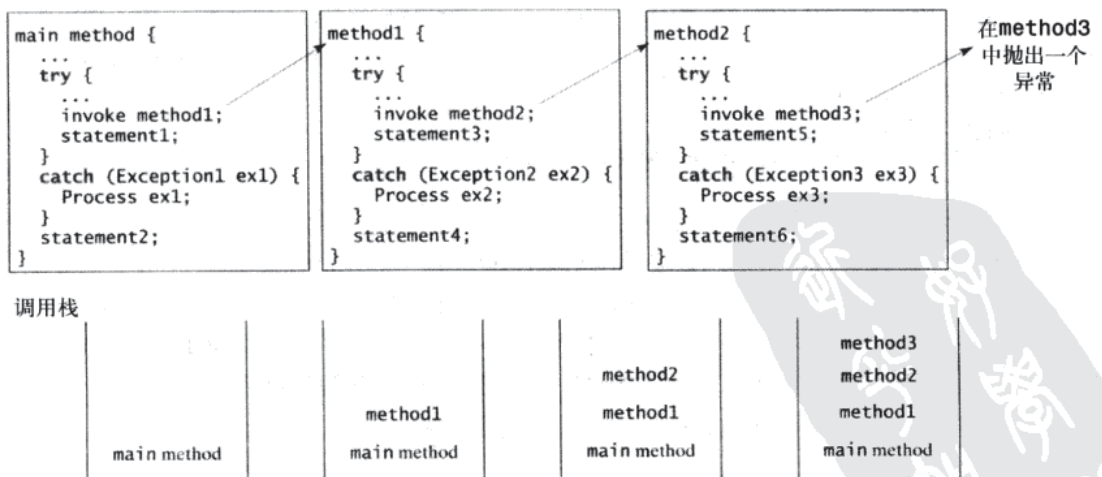 main method {
...
try {
...
invoke method1;
statement1;
}
catch (Exception1 ex1) {
Process ex1;
}
statement2;
}
method1 {
...
try {
...
invoke method2;
statement3;
}
catch (Exception2 ex2) {
Process ex2;
}
statement4;
}
method2 {
...
try {
...
invoke method3;
statement5;
}
catch (Exception3 ex3) {
Process ex3;
}
statement6;
}
在method3
中抛出一个
异常
调用栈
main method
method1
main method
method2
method1
main method
method3
method2
method1
main method